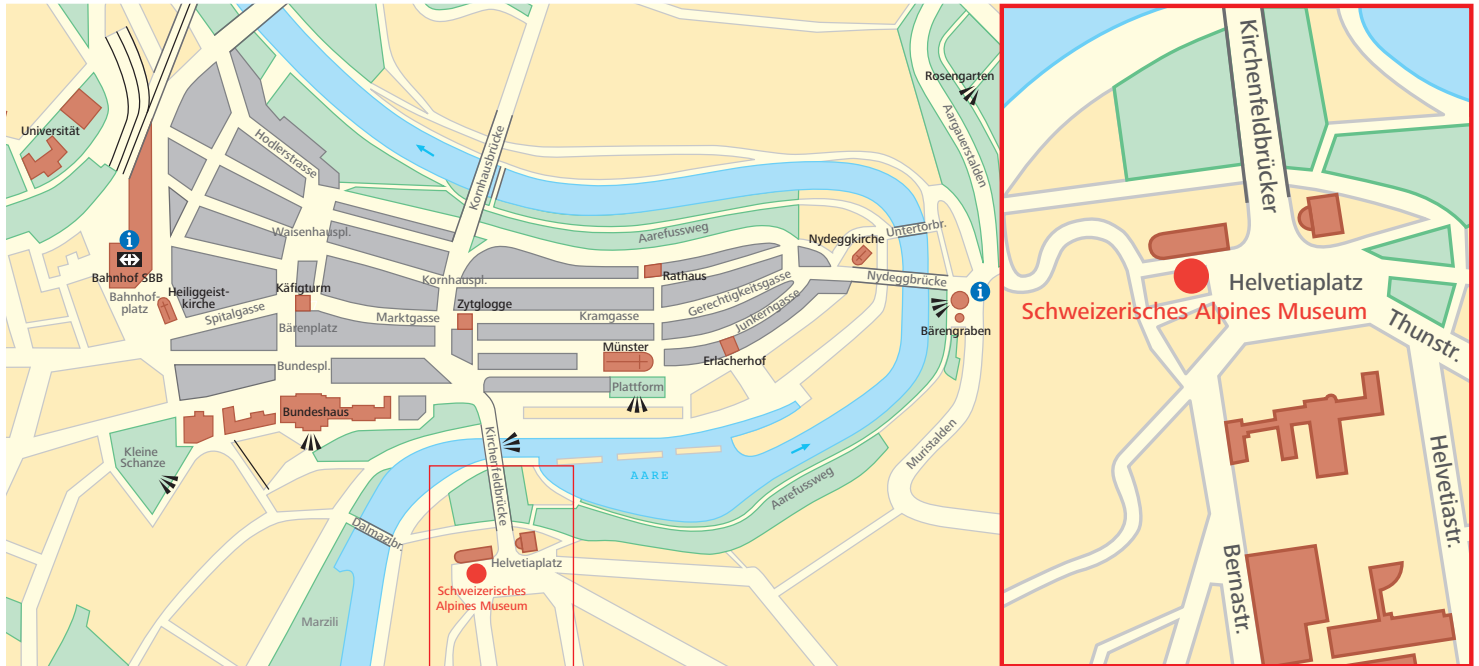 Universität
Bahnhof SBB
Bahnhof-
platz
Heiliggeist-
kirche
Spitalgasse
Käfigturm
Bärenplatz
Hodlerstrasse
Waisenhauspl.
Kornhauspl.
Kornhausbrücke
Marktgasse
Zytglogge
Kramgasse
Rathaus
Aarefussweg
Gerechtigkeitsgasse
Junkerngasse
Münster
Erlacherhof
Plattform
Nydeggkirche
Untertorbr.
Nydeggbrücke
Rosengarten
Aargauerstalden
Bärengraben
Muristalden
Bundespl.
Bundeshaus
Kleine
Schanze
Kirchenfeldbrücke
AARE
Aarefussweg
Dalmazibr.
Marzili
Helvetiaplatz
Schweizerisches
Alpines Museum
Kirchenfeldbrücker
Helvetiaplatz
Schweizerisches Alpines Museum
Thunstr.
Helvetiastr.
Bernastr.
i
i